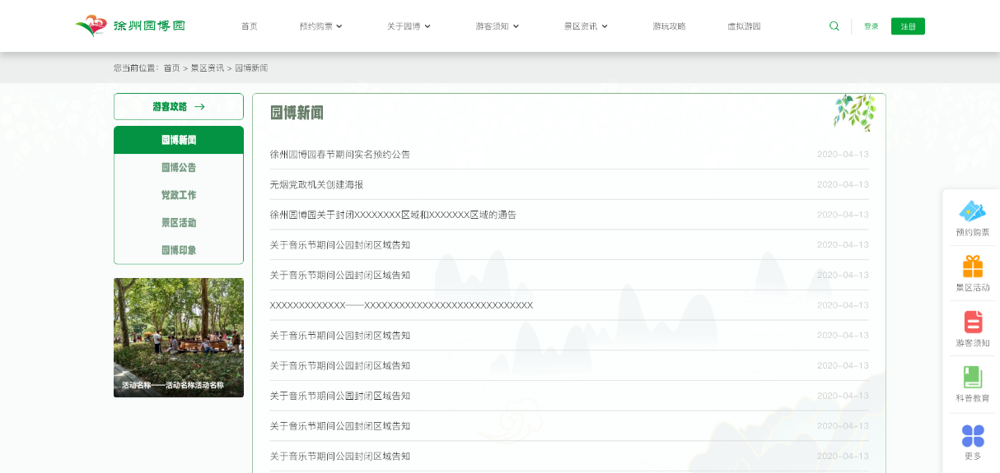 徐州园博园
首页 预约购票 关于园博 游客须知 景区资讯 游玩攻略 虚拟游园 登录 注册
您当前位置：首页 > 景区资讯 > 园博新闻
游客攻略
园博新闻
园博公告
党政工作
景区活动
园博印象
活动名称——活动名称活动名称
园博新闻
徐州园博园春节期间实名预约公告 2020-04-13
无烟党政机关创建海报 2020-04-13
徐州园博园关于封闭XXXXXXXX区域和XXXXXXX区域的通告 2020-04-13
关于音乐节期间公园封闭区域告知 2020-04-13
关于音乐节期间公园封闭区域告知 2020-04-13
XXXXXXXXXXXXX——XXXXXXXXXXXXXXXXXXXXXXXXXXXXX 2020-04-13
关于音乐节期间公园封闭区域告知 2020-04-13
关于音乐节期间公园封闭区域告知 2020-04-13
关于音乐节期间公园封闭区域告知 2020-04-13
关于音乐节期间公园封闭区域告知 2020-04-13
关于音乐节期间公园封闭区域告知 2020-04-13
预约购票
景区活动
游客须知
科普教育
更多